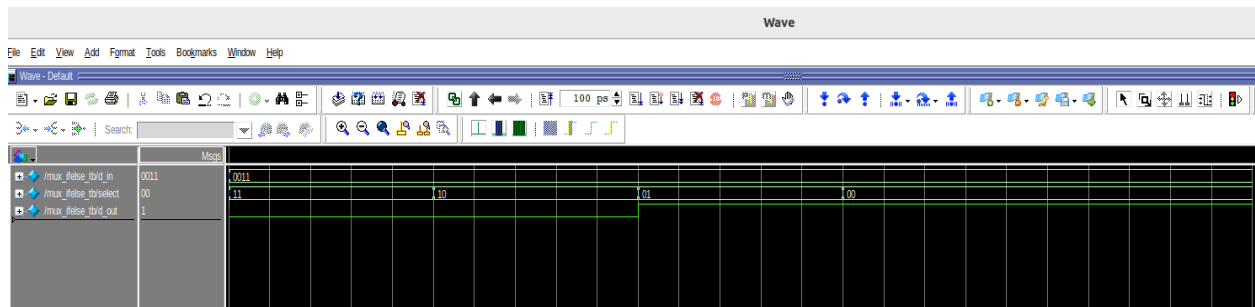 Wave
File Edit View Add Format Tools Bookmarks Window Help
Wave - Default
100 ps
Search:
Msgs
/mux_ifelse_tb/d_in 0011 0011
/mux_ifelse_tb/select 00 11 10 01 00
/mux_ifelse_tb/d_out 1